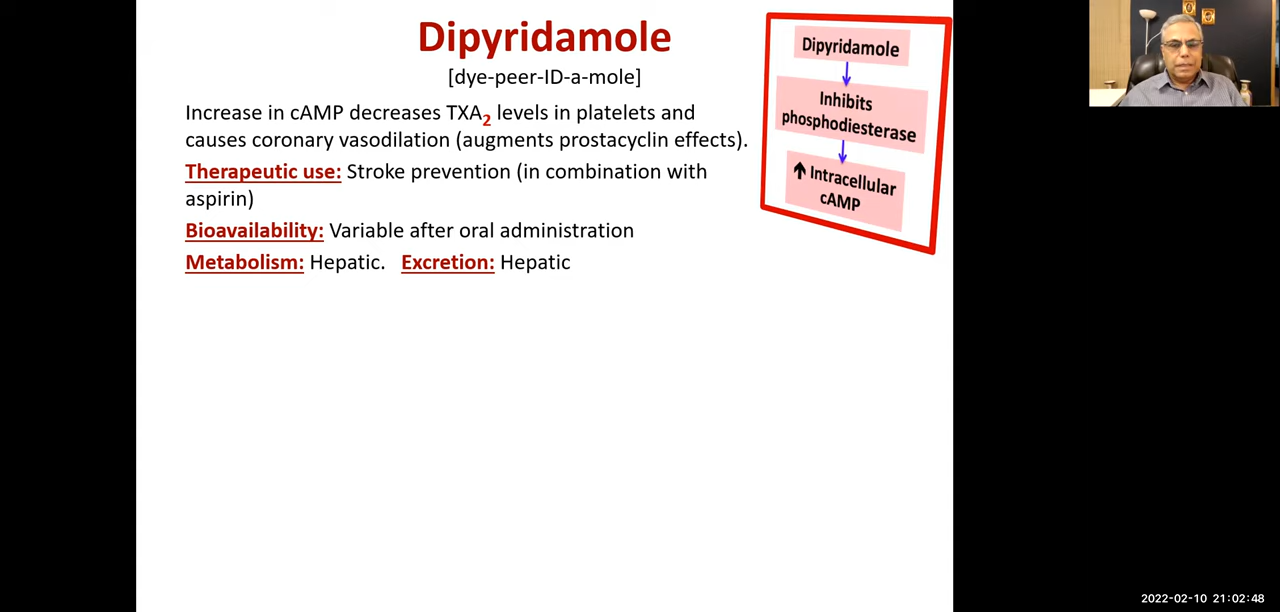 Dipyridamole
[dye-peer-ID-a-mole]
Increase in cAMP decreases TXA2 levels in platelets and
causes coronary vasodilation (augments prostacyclin effects).
Therapeutic use: Stroke prevention (in combination with
aspirin)
Bioavailability: Variable after oral administration
Metabolism: Hepatic. Excretion: Hepatic
Dipyridamole
Inhibits
phosphodiesterase
↑ Intracellular
cAMP
2022-02-10 21:02:48